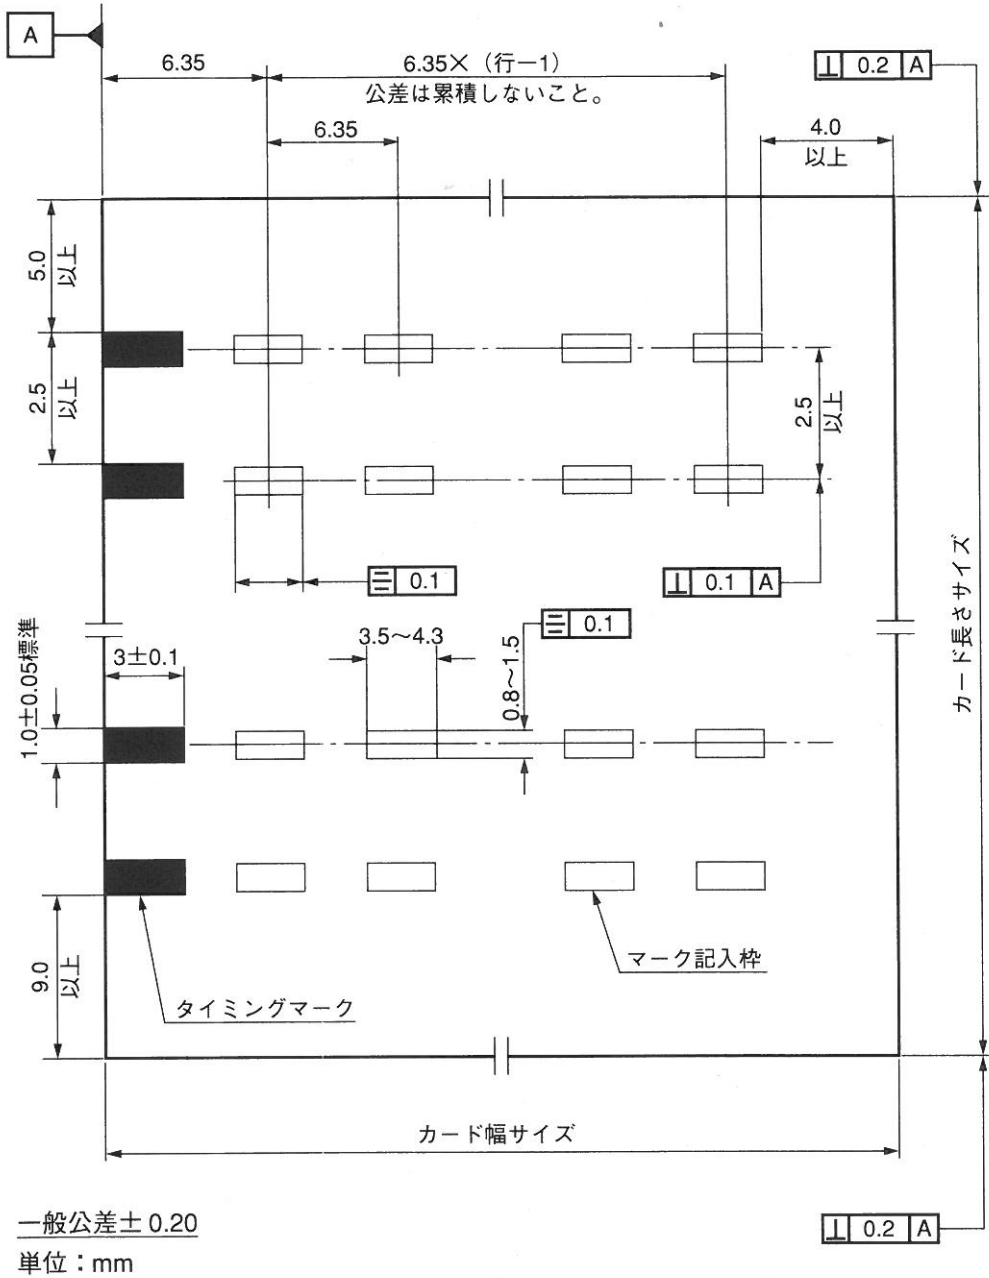 A
6.35
6.35×（行ー1）
公差は累積しないこと。
⊥ 0.2 A
6.35
4.0
以上
5.0
以上
2.5
以上
2.5
以上
⌯ 0.1
⊥ 0.1 A
カード長さサイズ
1.0±0.05標準
3±0.1
3.5〜4.3
0.8〜1.5
⌯ 0.1
9.0
以上
マーク記入枠
タイミングマーク
カード幅サイズ
一般公差±0.20
単位：mm
⊥ 0.2 A